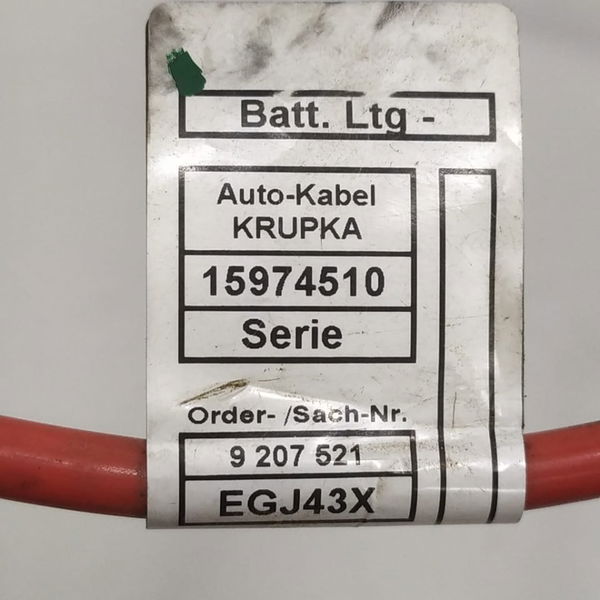 Batt. Ltg -
Auto-Kabel
KRUPKA
15974510
Serie
Order- /Sach-Nr.
9 207 521
EGJ43X